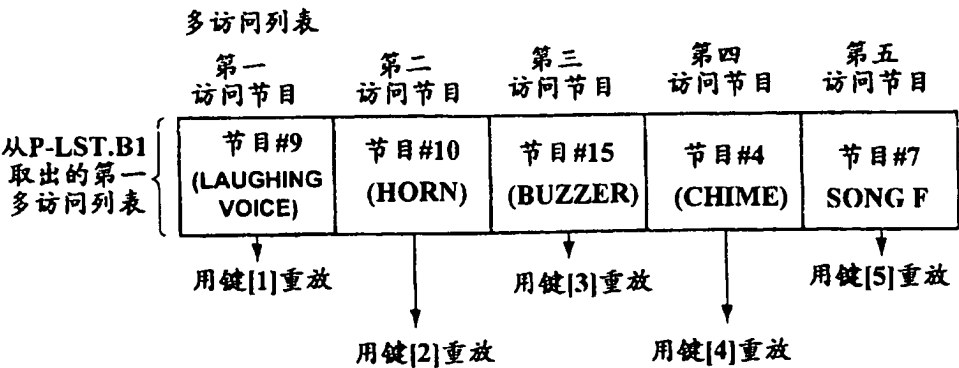 多访问列表
第一
访问节目
第二
访问节目
第三
访问节目
第四
访问节目
第五
访问节目
从P-LST.B1
取出的第一
多访问列表
节目#9
(LAUGHING
VOICE)
节目#10
(HORN)
节目#15
(BUZZER)
节目#4
(CHIME)
节目#7
SONG F
用键[1]重放
用键[2]重放
用键[3]重放
用键[4]重放
用键[5]重放